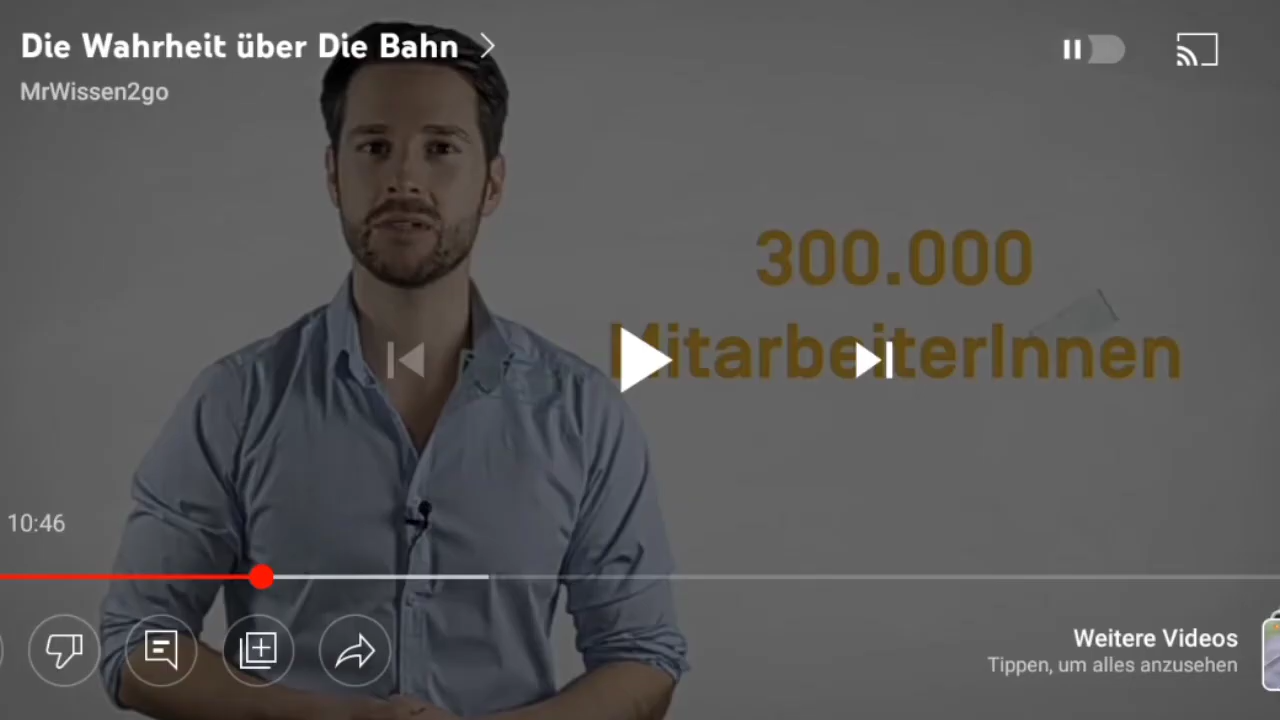 Die Wahrheit über Die Bahn
MrWissen2go
300.000
MitarbeiterInnen
10:46
Weitere Videos
Tippen, um alles anzusehen